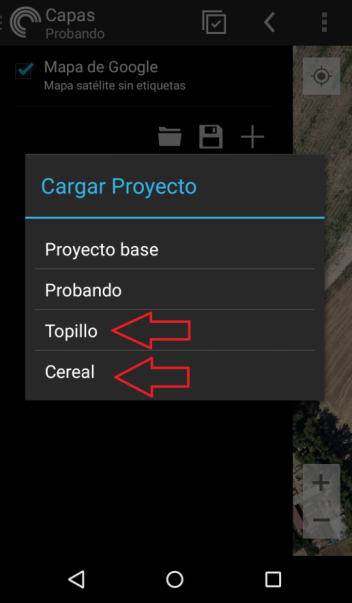 Capas
Probando
Mapa de Google
Mapa satélite sin etiquetas
Cargar Proyecto
Proyecto base
Probando
Topillo
Cereal